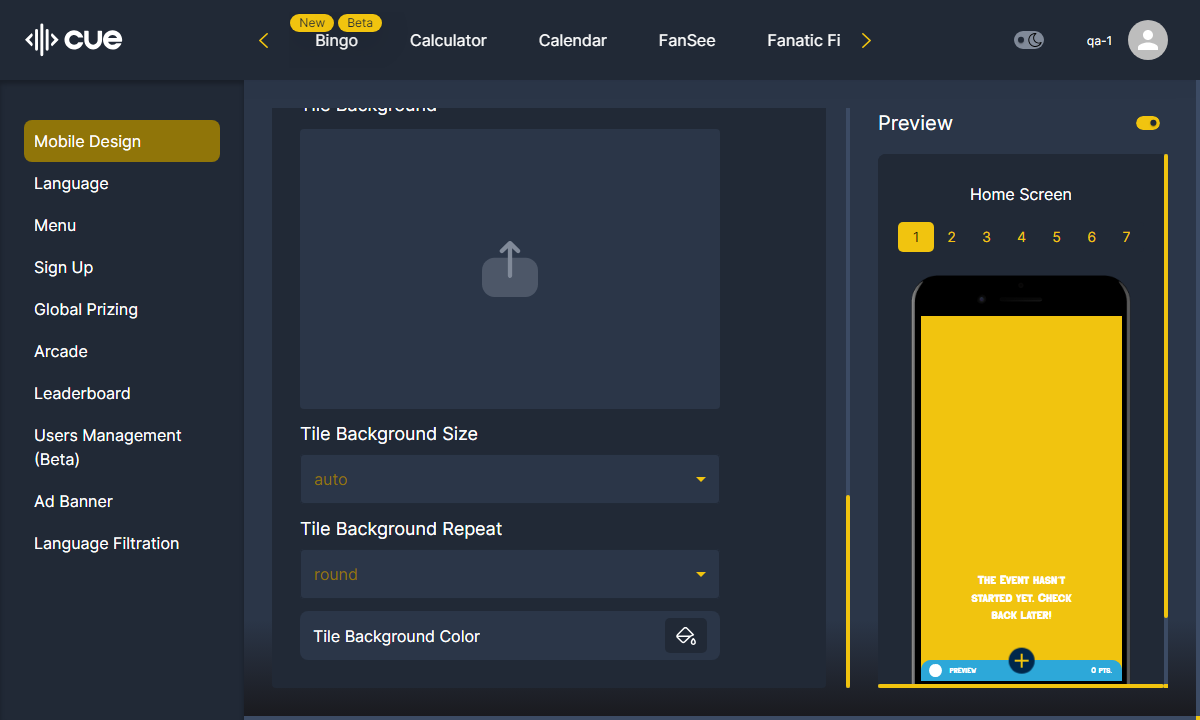 cue
New
Beta
Bingo
Calculator
Calendar
FanSee
Fanatic Fi
qa-1
Mobile Design
Language
Menu
Sign Up
Global Prizing
Arcade
Leaderboard
Users Management
(Beta)
Ad Banner
Language Filtration
Tile Background
Tile Background Size
auto
Tile Background Repeat
round
Tile Background Color
Preview
Home Screen
1 2 3 4 5 6 7
The Event hasn't
started yet. Check
back later!
PREVIEW
0 PTS.